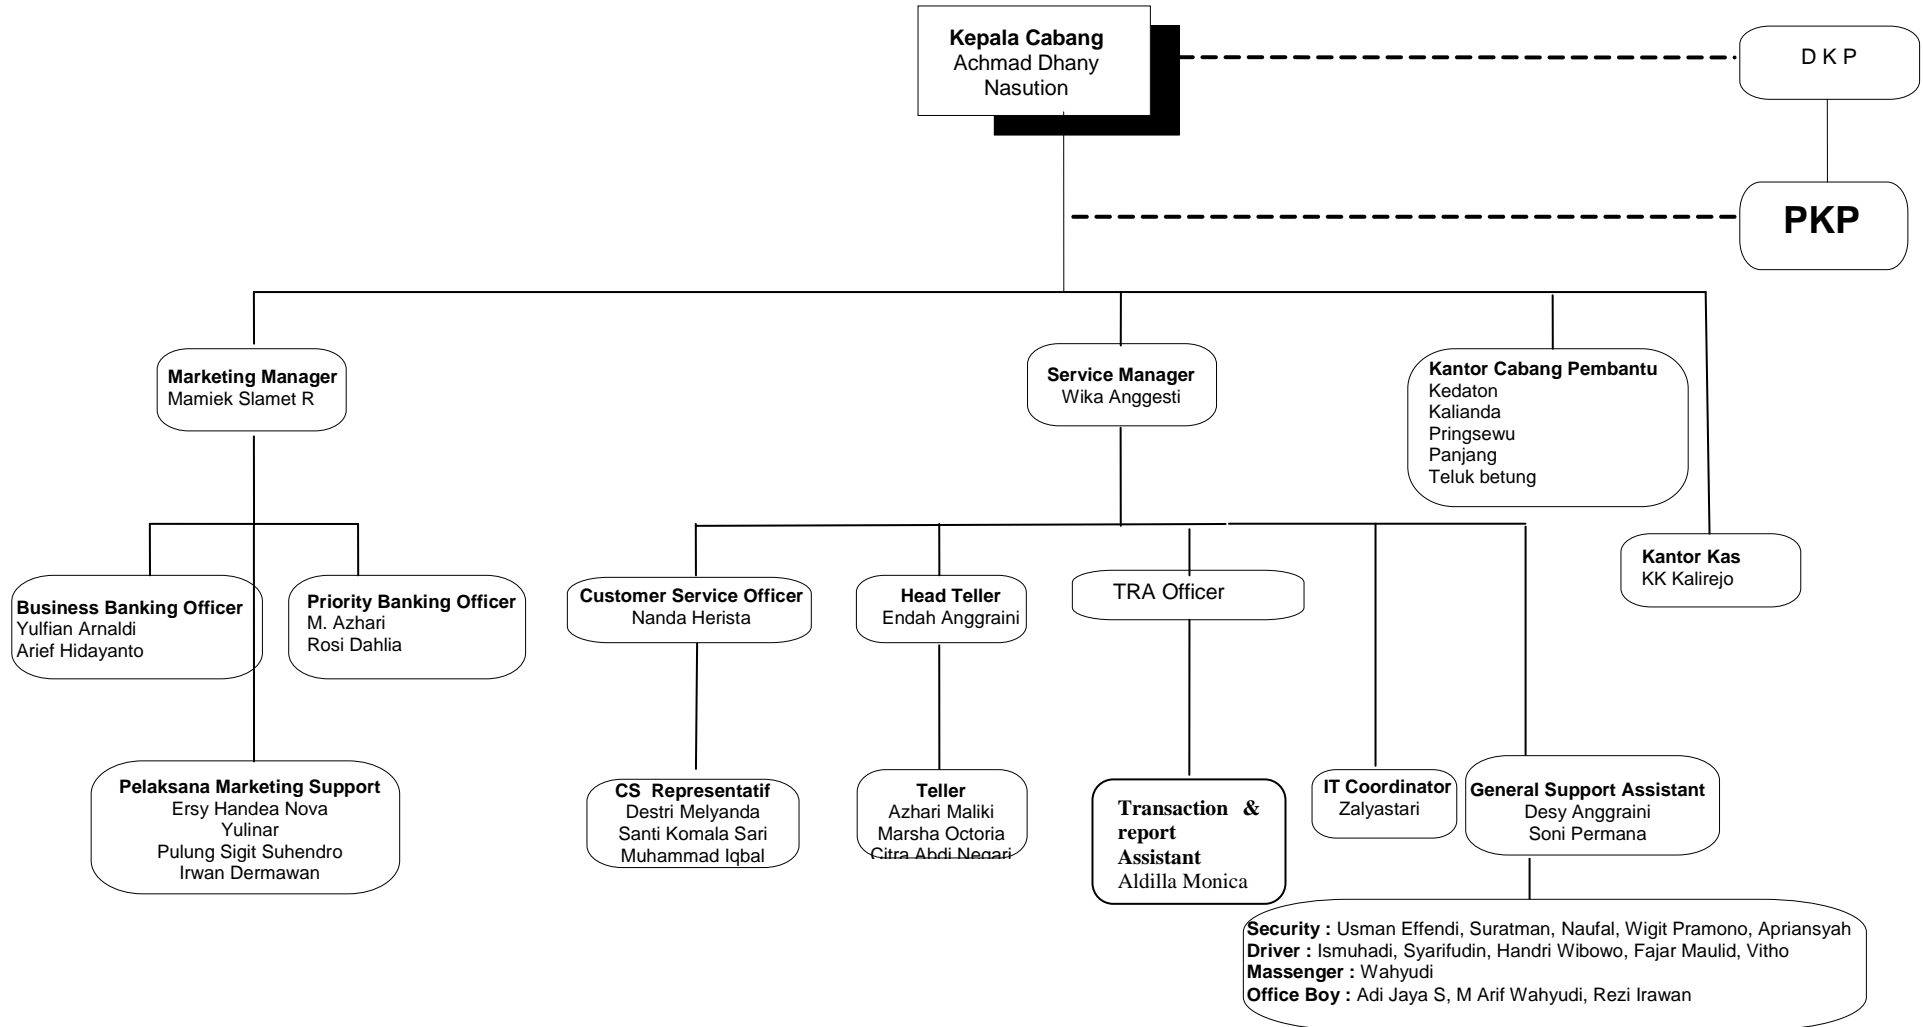 Kepala Cabang
Achmad Dhany
Nasution
D K P
PKP
Marketing Manager
Mamiek Slamet R
Service Manager
Wika Anggesti
Kantor Cabang Pembantu
Kedaton
Kalianda
Pringsewu
Panjang
Teluk betung
Kantor Kas
KK Kalirejo
Business Banking Officer
Yulfian Arnaldi
Arief Hidayanto
Priority Banking Officer
M. Azhari
Rosi Dahlia
Customer Service Officer
Nanda Herista
Head Teller
Endah Anggraini
TRA Officer
Pelaksana Marketing Support
Ersy Handea Nova
Yulinar
Pulung Sigit Suhendro
Irwan Dermawan
CS Representatif
Destri Melyanda
Santi Komala Sari
Muhammad Iqbal
Teller
Azhari Maliki
Marsha Octoria
Citra Abdi Negari
Transaction &
report
Assistant
Aldilla Monica
IT Coordinator
Zalyastari
General Support Assistant
Desy Anggraini
Soni Permana
Security : Usman Effendi, Suratman, Naufal, Wigit Pramono, Apriansyah
Driver : Ismuhadi, Syarifudin, Handri Wibowo, Fajar Maulid, Vitho
Massenger : Wahyudi
Office Boy : Adi Jaya S, M Arif Wahyudi, Rezi Irawan